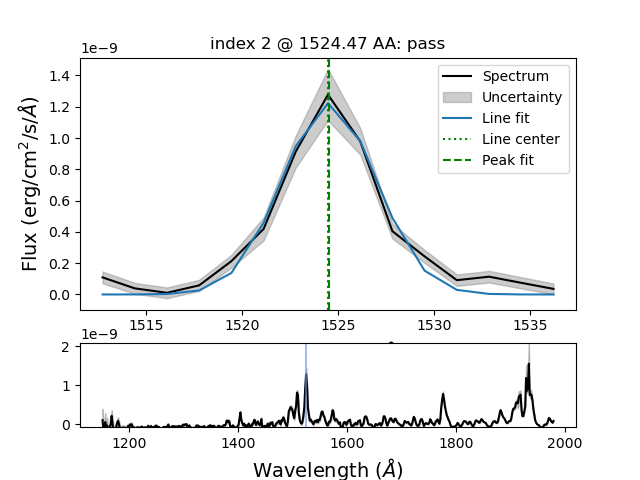 index 2 @ 1524.47 AA: pass
1e−9
Flux (erg/cm²/s/Å)
1.4
1.2
1.0
0.8
0.6
0.4
0.2
0.0
Spectrum
Uncertainty
Line fit
Line center
Peak fit
1515 1520 1525 1530 1535
1e−9
2
1
0
1200 1400 1600 1800 2000
Wavelength (Å)